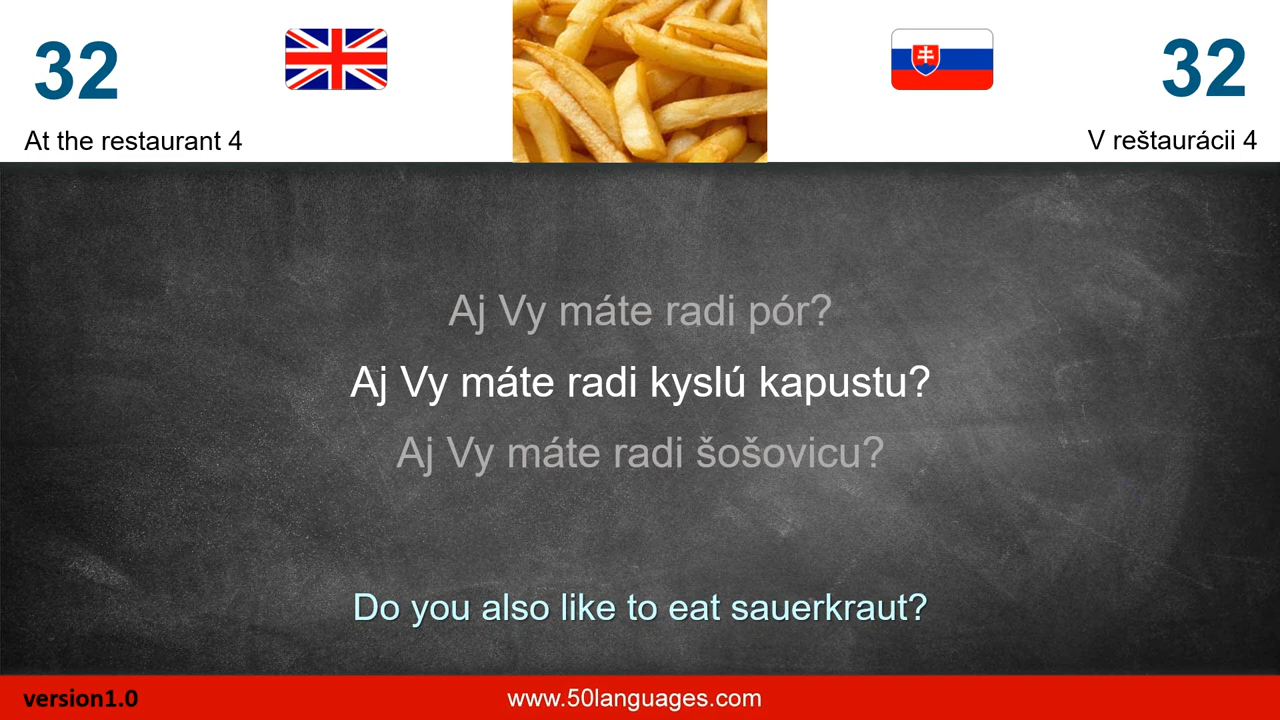 32
32
At the restaurant 4
V reštaurácii 4
Aj Vy máte radi pór?
Aj Vy máte radi kyslú kapustu?
Aj Vy máte radi šošovicu?
Do you also like to eat sauerkraut?
version1.0
www.50languages.com